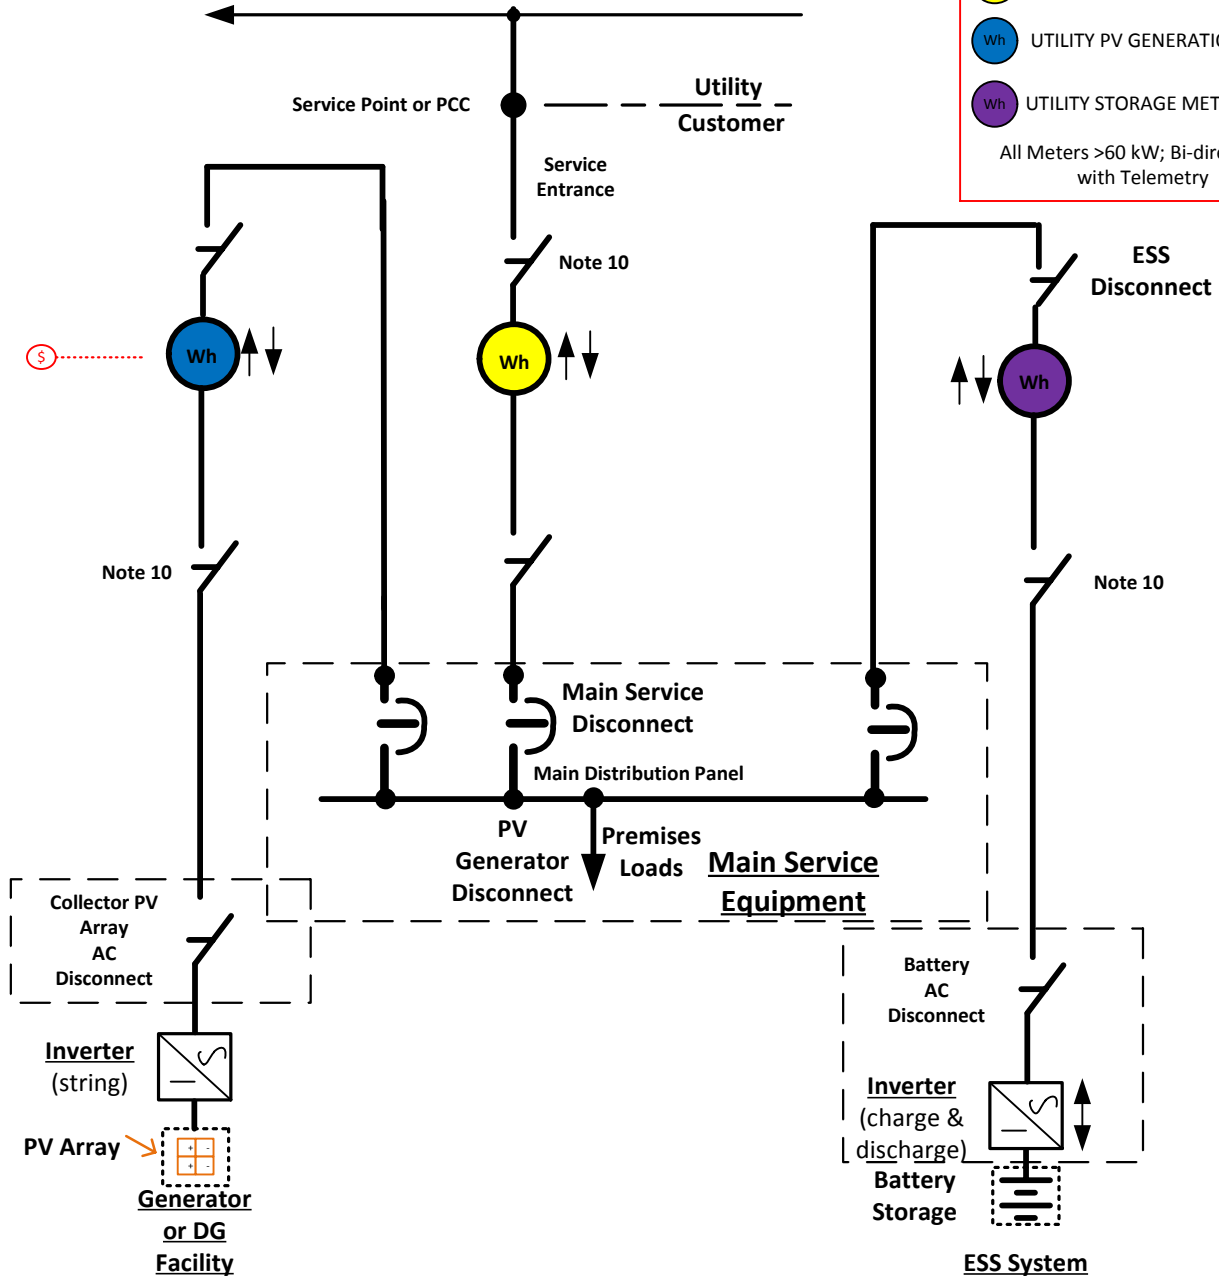 Wh UTILITY PV GENERATIO
Wh UTILITY STORAGE MET
All Meters >60 kW; Bi-dire
with Telemetry
Service Point or PCC
Utility
Customer
Service
Entrance
Note 10
ESS
Disconnect
$
Wh
Wh
Wh
Note 10
Note 10
Main Service
Disconnect
Main Distribution Panel
PV
Generator
Disconnect
Premises
Loads
Main Service
Equipment
Collector PV
Array
AC
Disconnect
Battery
AC
Disconnect
Inverter
(string)
Inverter
(charge &
discharge)
PV Array
+ -
+ -
Generator
or DG
Facility
Battery
Storage
ESS System